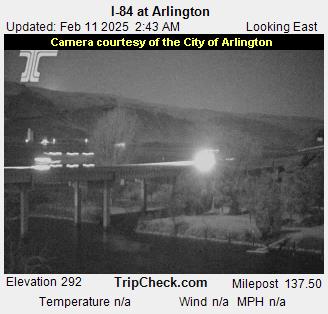 I-84 at Arlington
Updated: Feb 11 2025 2:43 AM Looking East
Camera courtesy of the City of Arlington
Elevation 292 TripCheck.com Milepost 137.50
Temperature n/a Wind n/a MPH n/a